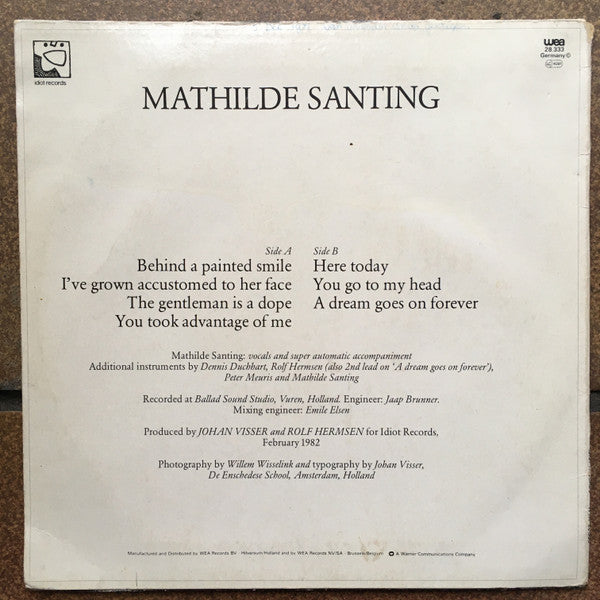 idiot records
wea
28.333
Germany ©
MATHILDE SANTING
Side A
Behind a painted smile
I've grown accustomed to her face
The gentleman is a dope
You took advantage of me
Side B
Here today
You go to my head
A dream goes on forever
Mathilde Santing: vocals and super automatic accompaniment
Additional instruments by Dennis Duchhart, Rolf Hermsen (also 2nd lead on 'A dream goes on forever'),
Peter Meuris and Mathilde Santing
Recorded at Ballad Sound Studio, Vuren, Holland. Engineer: Jaap Brunner.
Mixing engineer: Emile Elsen
Produced by JOHAN VISSER and ROLF HERMSEN for Idiot Records,
February 1982
Photography by Willem Wisselink and typography by Johan Visser,
De Enschedese School, Amsterdam, Holland
Manufactured and Distributed by WEA Records BV · Hilversum/Holland and by WEA Records NV/SA · Brussels/Belgium A Warner Communications Company